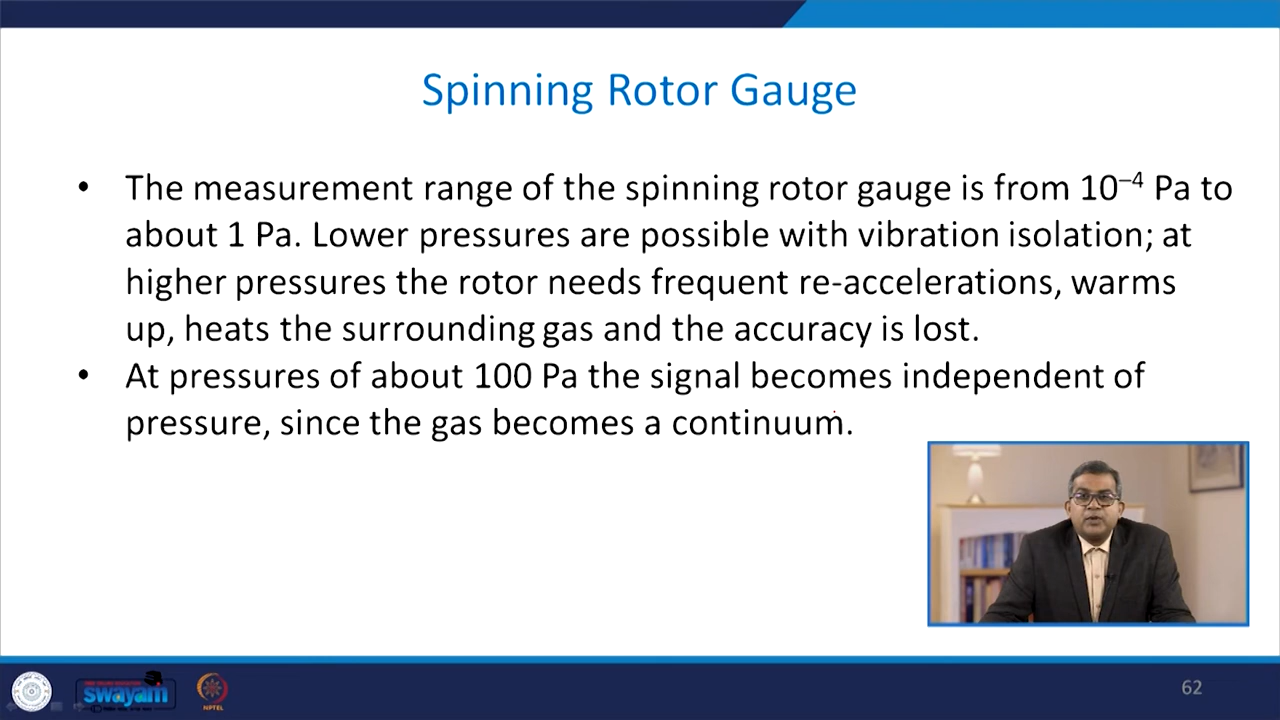 Spinning Rotor Gauge
• The measurement range of the spinning rotor gauge is from 10⁻⁴ Pa to
about 1 Pa. Lower pressures are possible with vibration isolation; at
higher pressures the rotor needs frequent re-accelerations, warms
up, heats the surrounding gas and the accuracy is lost.
• At pressures of about 100 Pa the signal becomes independent of
pressure, since the gas becomes a continuum.
swayam
NPTEL
62